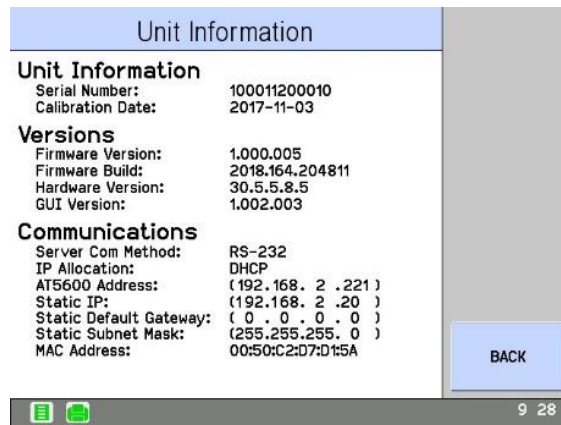 Unit Information
Unit Information
Serial Number: 100011200010
Calibration Date: 2017-11-03
Versions
Firmware Version: 1.000.005
Firmware Build: 2018.164.204811
Hardware Version: 30.5.5.8.5
GUI Version: 1.002.003
Communications
Server Com Method: RS-232
IP Allocation: DHCP
AT5600 Address: (192.168. 2 .221)
Static IP: (192.168. 2 .20 )
Static Default Gateway: ( 0 . 0 . 0 . 0 )
Static Subnet Mask: (255.255.255. 0 )
MAC Address: 00:50:C2:D7:D1:5A
BACK
9 28